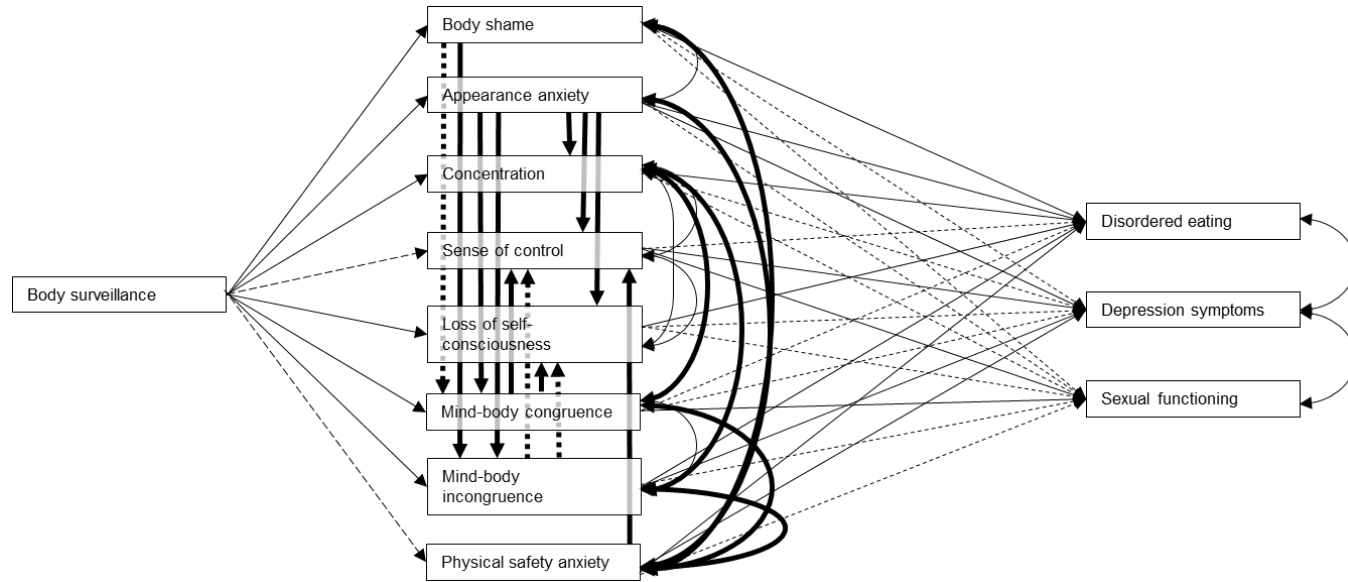 Body shame
Appearance anxiety
Concentration
Sense of control
Body surveillance
Loss of self-
consciousness
Mind-body congruence
Mind-body
incongruence
Physical safety anxiety
Disordered eating
Depression symptoms
Sexual functioning